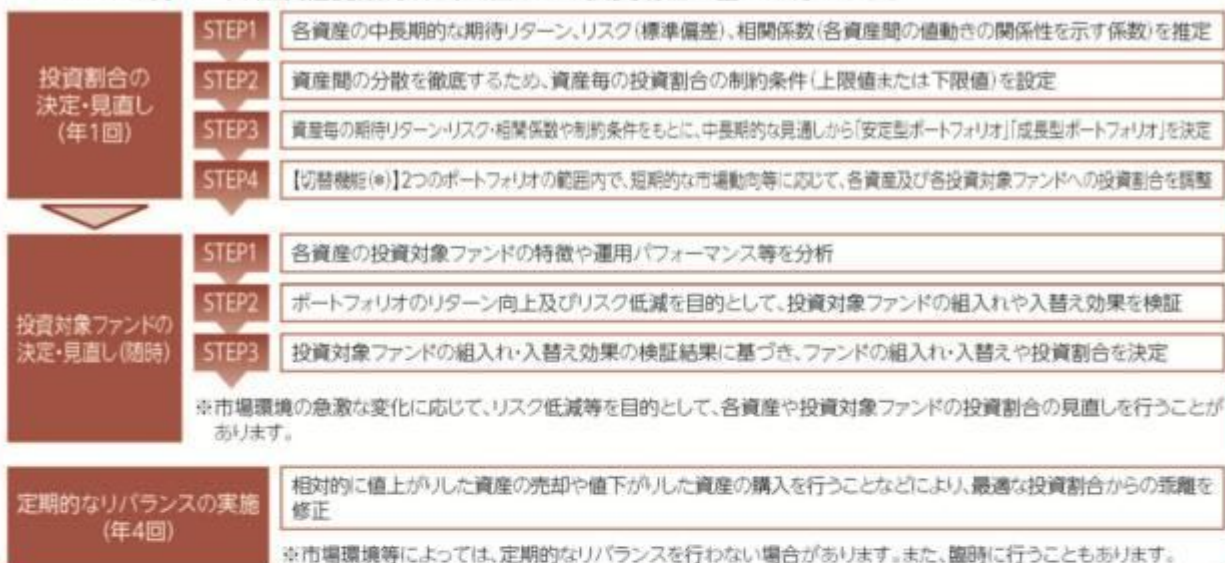 投資割合の
決定・見直し
(年1回)
STEP1
各資産の中長期的な期待リターン、リスク(標準偏差)、相関係数(各資産間の値動きの関係性を示す係数)を推定
STEP2
資産間の分散を徹底するため、資産毎の投資割合の制約条件(上限値または下限値)を設定
STEP3
資産毎の期待リターン・リスク・相関係数や制約条件をもとに、中長期的な見通しから「安定型ポートフォリオ」「成長型ポートフォリオ」を決定
STEP4
【切替機能(※)】2つのポートフォリオの範囲内で、短期的な市場動向等に応じて、各資産及び各投資対象ファンドへの投資割合を調整
投資対象ファンドの
決定・見直し(随時)
STEP1
各資産の投資対象ファンドの特徴や運用パフォーマンス等を分析
STEP2
ポートフォリオのリターン向上及びリスク低減を目的として、投資対象ファンドの組入れや入替え効果を検証
STEP3
投資対象ファンドの組入れ・入替え効果の検証結果に基づき、ファンドの組入れ・入替えや投資割合を決定
※市場環境の急激な変化に応じて、リスク低減等を目的として、各資産や投資対象ファンドの投資割合の見直しを行うことが
あります。
定期的なリバランスの実施
(年4回)
相対的に値上がりした資産の売却や値下がりした資産の購入を行うことなどにより、最適な投資割合からの乖離を
修正
※市場環境等によっては、定期的なリバランスを行わない場合があります。また、臨時に行うこともあります。